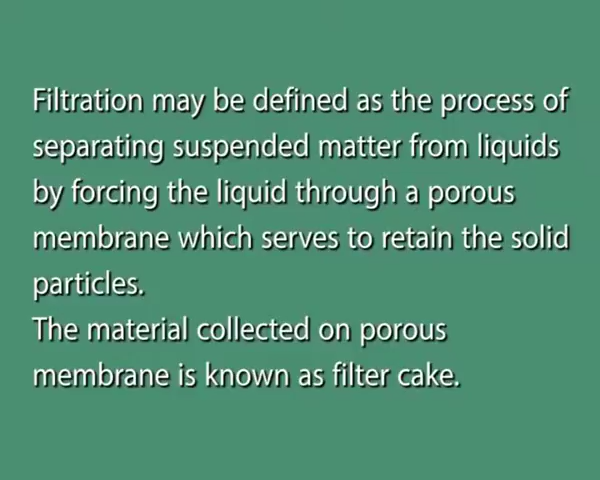 Filtration may be defined as the process of
separating suspended matter from liquids
by forcing the liquid through a porous
membrane which serves to retain the solid
particles.
The material collected on porous
membrane is known as filter cake.